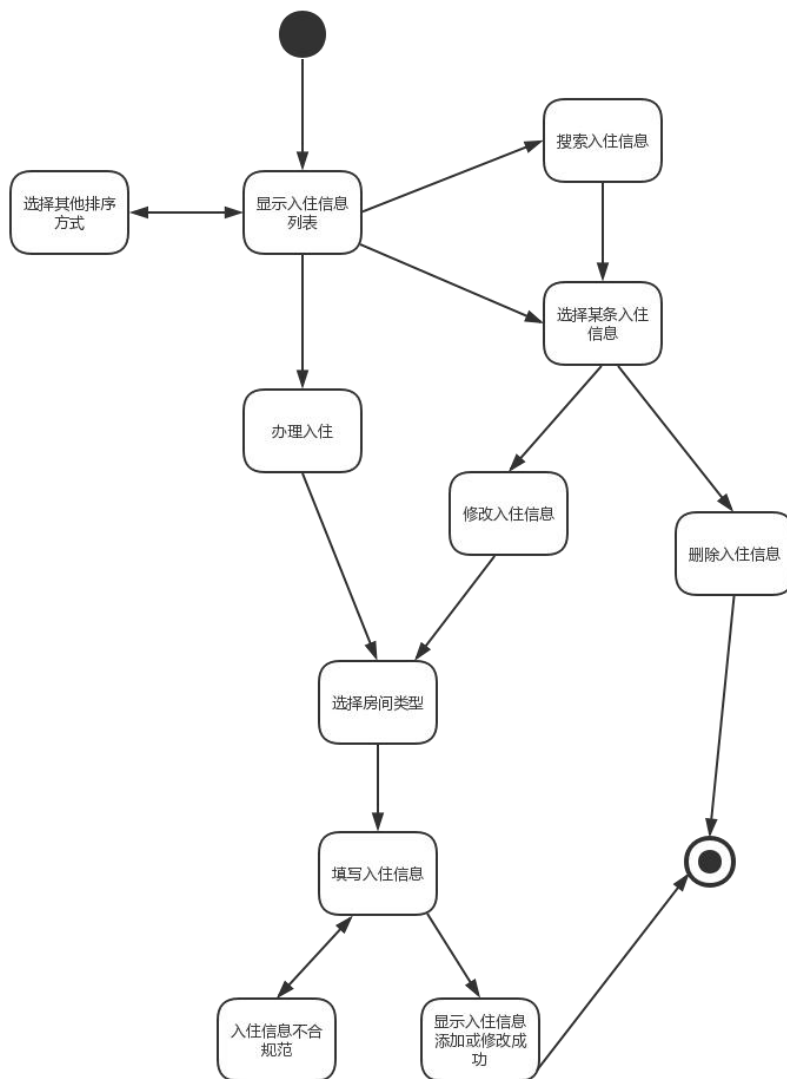 搜索入住信息
选择其他排序
方式
显示入住信息
列表
选择某条入住
信息
办理入住
修改入住信息
删除入住信息
选择房间类型
填写入住信息
入住信息不合
规范
显示入住信息
添加或修改成
功